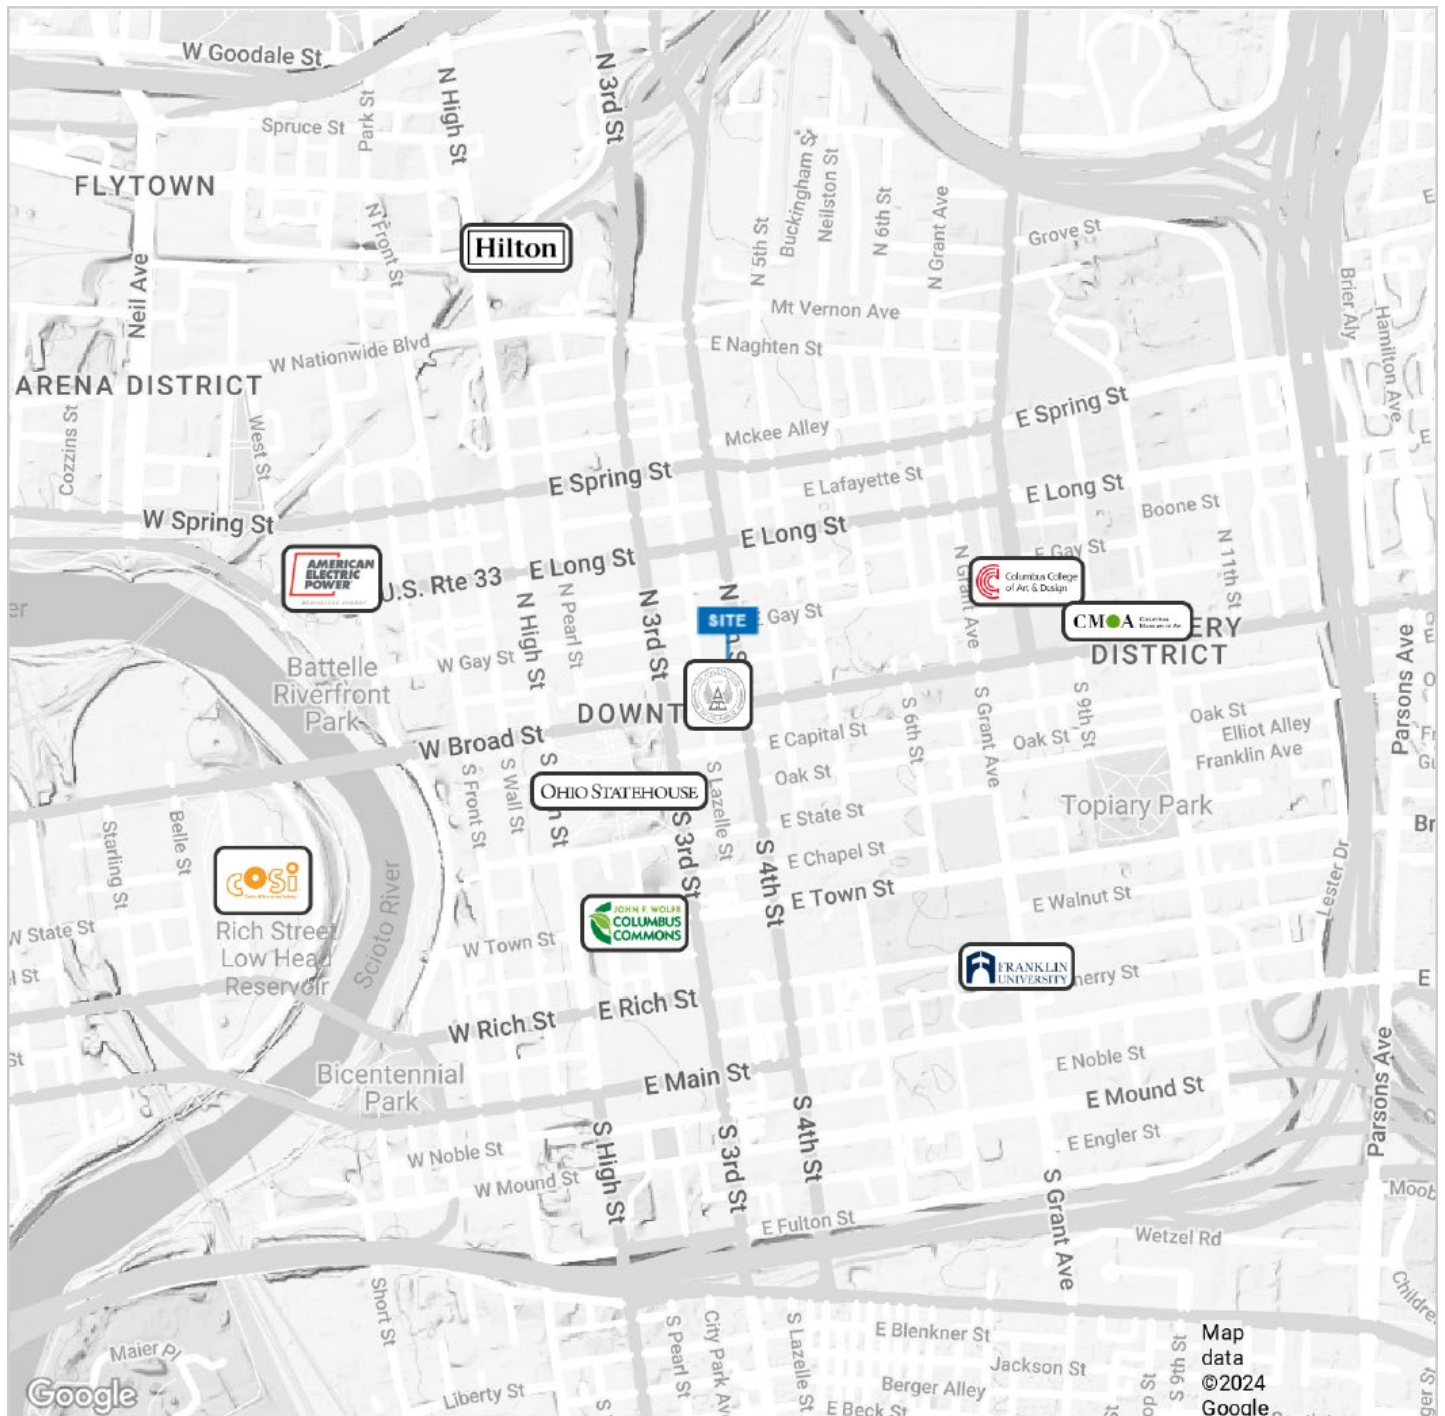 W Goodale St
N High St
N 3rd St
Park St
Spruce St
FLYTOWN
Buckingham St
Neilston St
N 6th St
N Grant Ave
N 5th St
Grove St
N Front St
Hilton
Neil Ave
Brier Aly
Hamilton Ave
Mt Vernon Ave
W Nationwide Blvd
E Naghten St
ARENA DISTRICT
E Spring St
Mckee Alley
Cozzins St
West St
E Spring St
E Lafayette St
E Long St
Boone St
W Spring St
E Long St
E Long St
E Gay St
N 11th St
AMERICAN
ELECTRIC
POWER
U.S. Rte 33
N Grant Ave
Columbus College
of Art & Design
N High St
N Pearl St
N 3rd St
SITE
E Gay St
CMOA
Columbus
Museum of Art
ERY
DISTRICT
W Gay St
Battelle
Riverfront
Park
Parsons Ave
DOWNT
W Broad St
S 6th St
S Grant Ave
S 9th St
E Capital St
Oak St
Oak St
Elliot Alley
Franklin Ave
Oak St
S Front St
S Wall St
OHIO STATEHOUSE
S Lazelle St
Topiary Park
Starling St
Belle St
E State St
S 3rd St
S 4th St
E Chapel St
COSI
E Town St
E Walnut St
Lester Dr
JOHN F. WOLFE
COLUMBUS
COMMONS
Scioto River
W State St
Rich Street
Low Head
Reservoir
W Town St
FRANKLIN
UNIVERSITY
herry St
E Rich St
W Rich St
E Noble St
Bicentennial
Park
E Main St
E Mound St
Parsons Ave
S High St
S 3rd St
S 4th St
E Engler St
W Noble St
W Mound St
S Grant Ave
E Fulton St
Wetzel Rd
Short St
S Pearl St
City Park Av
S Lazelle St
E Blenkner St
Jackson St
S 9th St
Maier Pl
Liberty St
Berger Alley
E Beck St
Google
Map
data
©2024
Google